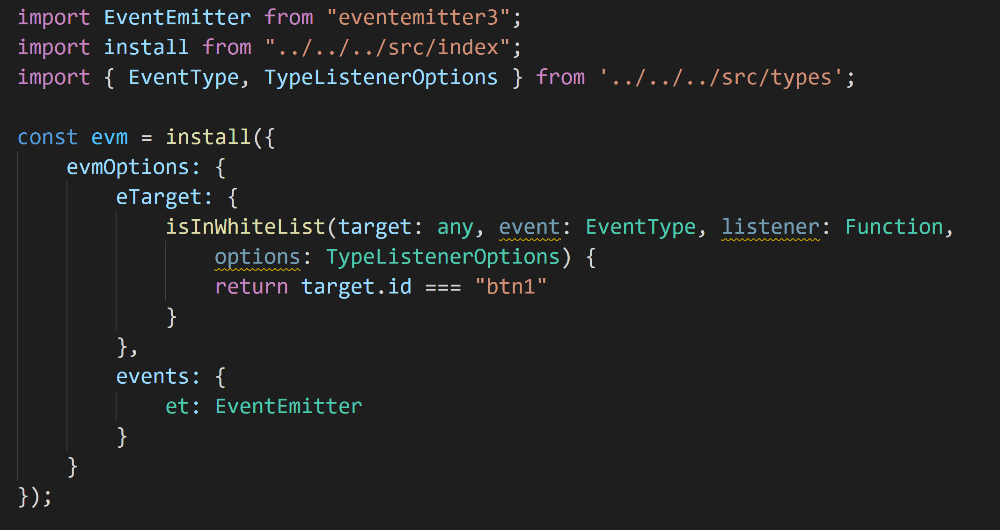 import EventEmitter from "eventemitter3";
import install from "../../../src/index";
import { EventType, TypeListenerOptions } from '../../../src/types';

const evm = install({
    evmOptions: {
        eTarget: {
            isInWhiteList(target: any, event: EventType, listener: Function,
                options: TypeListenerOptions) {
                return target.id === "btn1"
            }
        },
        events: {
            et: EventEmitter
        }
    }
});